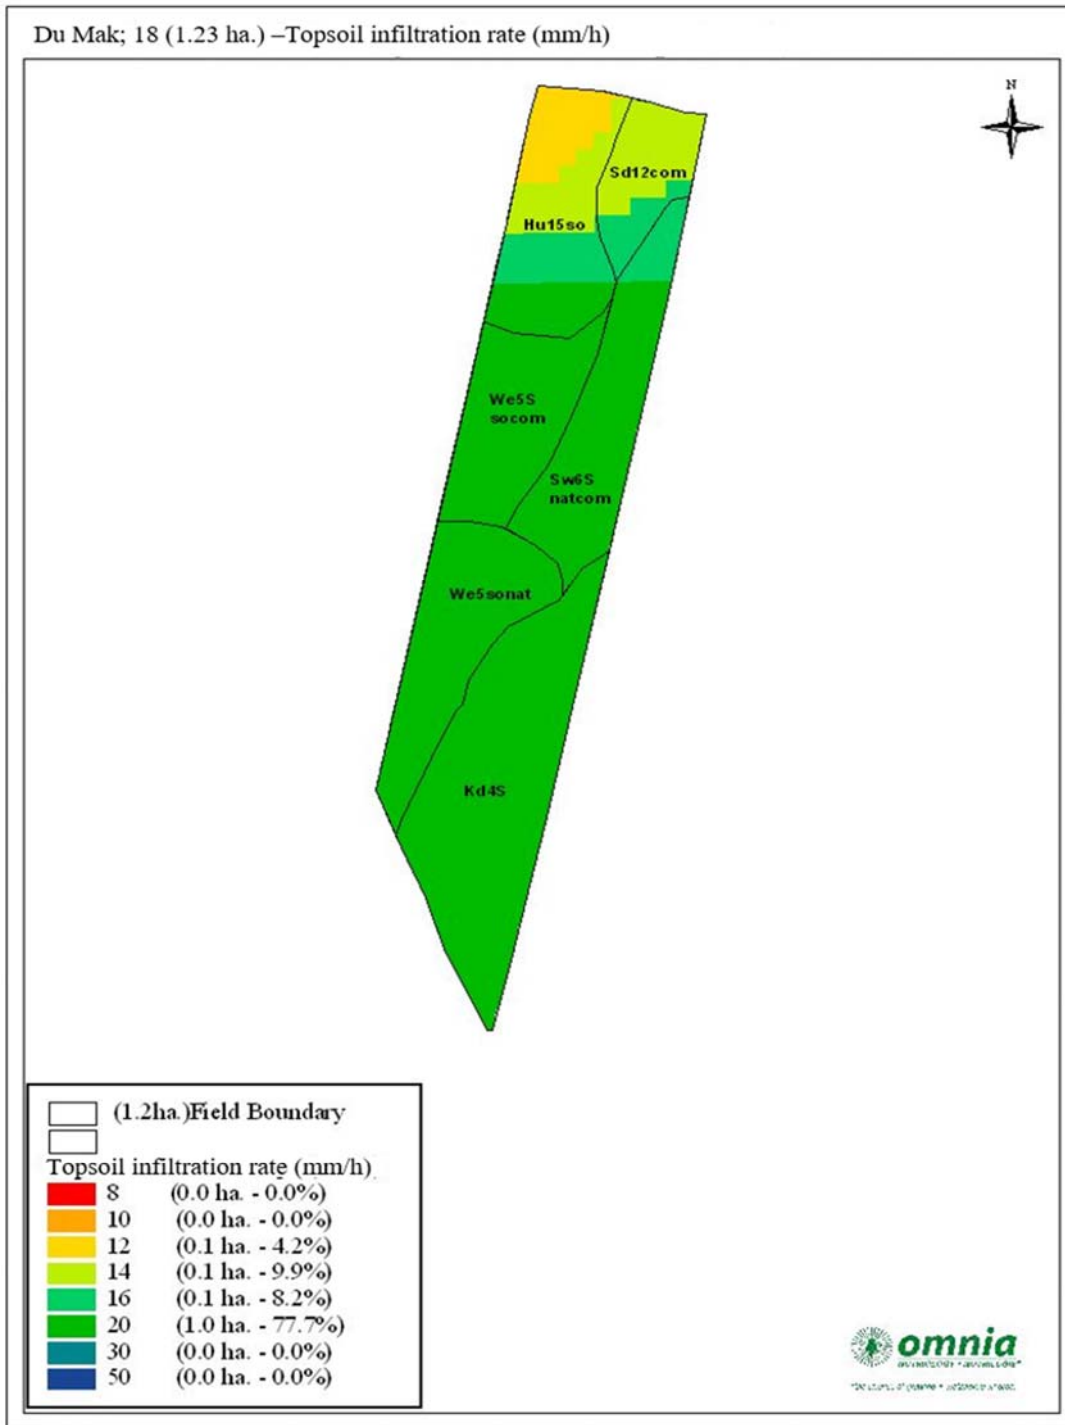 Du Mak; 18 (1.23 ha.) –Topsoil infiltration rate (mm/h)
N
Sd12com
Hu15so
We5S
socom
Sw6S
natcom
We5sonat
Kd4S
(1.2ha.)Field Boundary
Topsoil infiltration rate (mm/h)
8 (0.0 ha. - 0.0%)
10 (0.0 ha. - 0.0%)
12 (0.1 ha. - 4.2%)
14 (0.1 ha. - 9.9%)
16 (0.1 ha. - 8.2%)
20 (1.0 ha. - 77.7%)
30 (0.0 ha. - 0.0%)
50 (0.0 ha. - 0.0%)
omnia